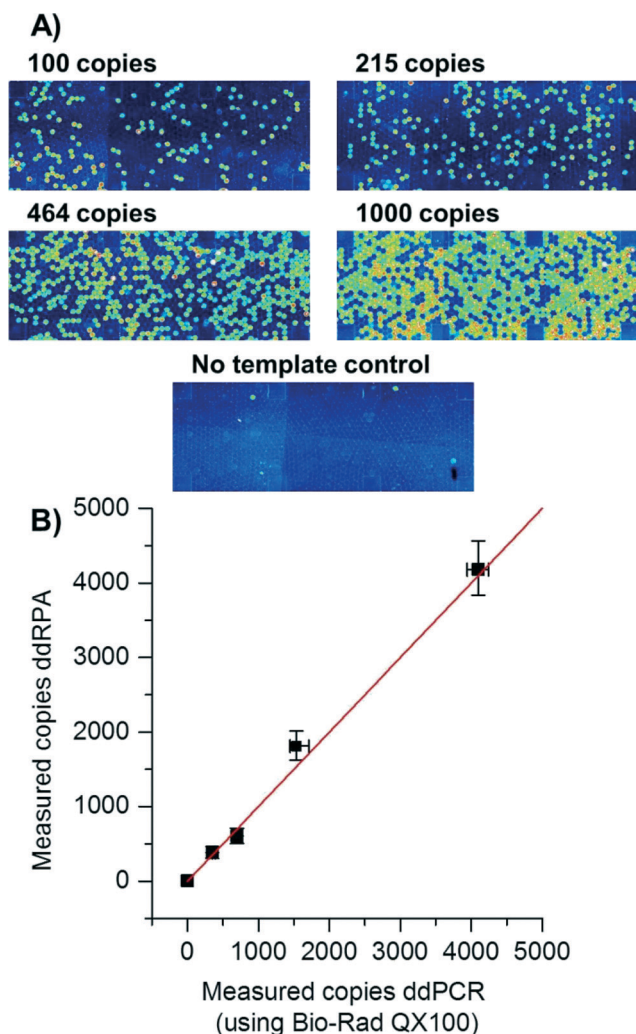 A)
100 copies
215 copies
464 copies
1000 copies
No template control
B)
5000
4000
3000
2000
1000
0
Measured copies ddRPA
0 1000 2000 3000 4000 5000
Measured copies ddPCR
(using Bio-Rad QX100)